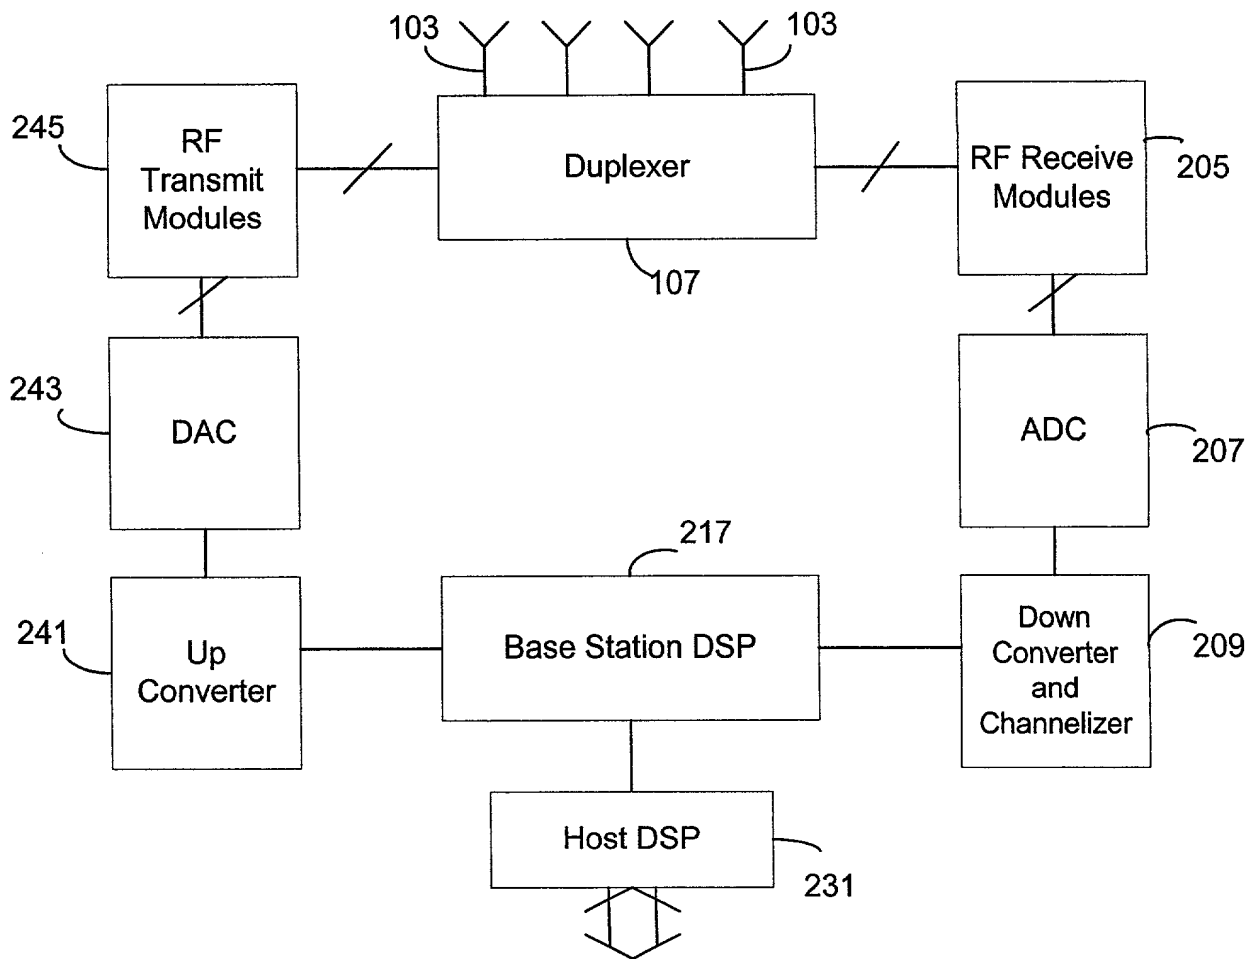 103
103
245
RF
Transmit
Modules
Duplexer
RF Receive
Modules
205
107
243
DAC
ADC
207
217
241
Up
Converter
Base Station DSP
Down
Converter
and
Channelizer
209
Host DSP
231